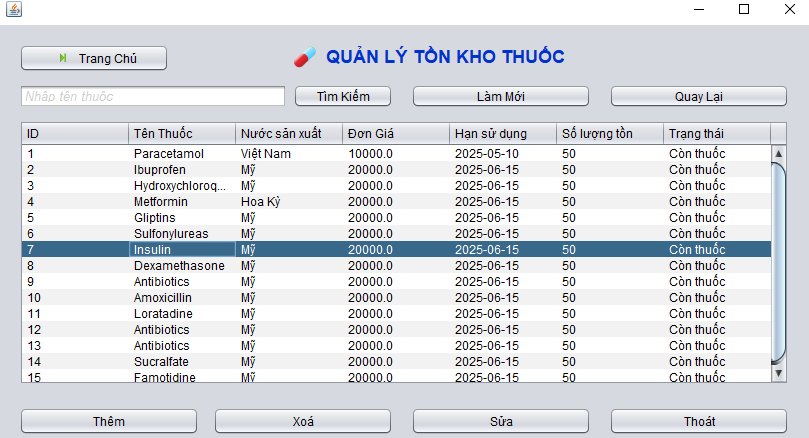 QUẢN LÝ TỒN KHO THUỐC
Trang Chủ
Nhập tên thuốc Tìm Kiếm Làm Mới Quay Lại
ID Tên Thuốc Nước sản xuất Đơn Giá Hạn sử dụng Số lượng tồn Trạng thái
1 Paracetamol Việt Nam 10000.0 2025-05-10 50 Còn thuốc
2 Ibuprofen Mỹ 20000.0 2025-06-15 50 Còn thuốc
3 Hydroxychloroq... Mỹ 20000.0 2025-06-15 50 Còn thuốc
4 Metformin Hoa Kỳ 20000.0 2025-06-15 50 Còn thuốc
5 Gliptins Mỹ 20000.0 2025-06-15 50 Còn thuốc
6 Sulfonylureas Mỹ 20000.0 2025-06-15 50 Còn thuốc
7 Insulin Mỹ 20000.0 2025-06-15 50 Còn thuốc
8 Dexamethasone Mỹ 20000.0 2025-06-15 50 Còn thuốc
9 Antibiotics Mỹ 20000.0 2025-06-15 50 Còn thuốc
10 Amoxicillin Mỹ 20000.0 2025-06-15 50 Còn thuốc
11 Loratadine Mỹ 20000.0 2025-06-15 50 Còn thuốc
12 Antibiotics Mỹ 20000.0 2025-06-15 50 Còn thuốc
13 Antibiotics Mỹ 20000.0 2025-06-15 50 Còn thuốc
14 Sucralfate Mỹ 20000.0 2025-06-15 50 Còn thuốc
15 Famotidine Mỹ 20000.0 2025-06-15 50 Còn thuốc
Thêm Xoá Sửa Thoát